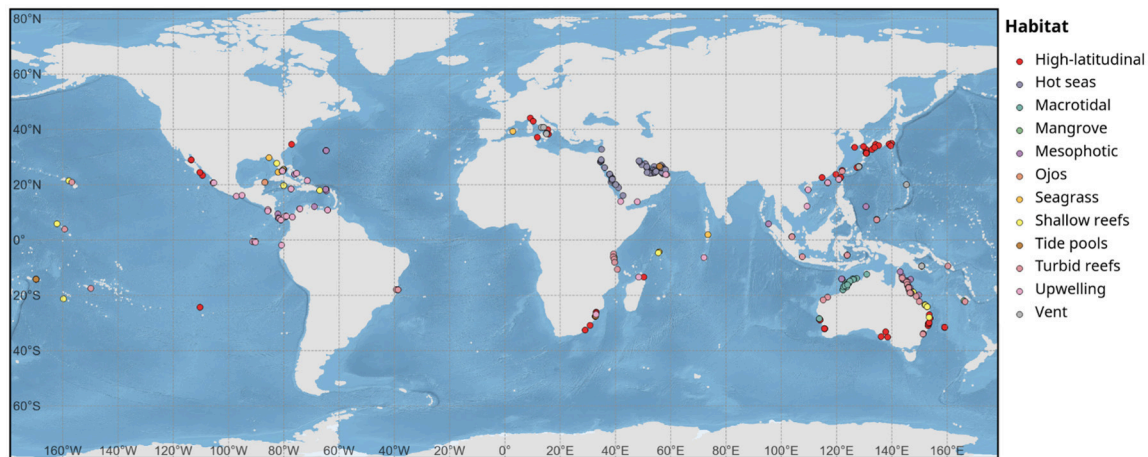 80°N
60°N
40°N
20°N
0°
20°S
40°S
60°S
160°W 140°W 120°W 100°W 80°W 60°W 40°W 20°W 0° 20°E 40°E 60°E 80°E 100°E 120°E 140°E 160°E
Habitat
High-latitudinal
Hot seas
Macrotidal
Mangrove
Mesophotic
Ojos
Seagrass
Shallow reefs
Tide pools
Turbid reefs
Upwelling
Vent